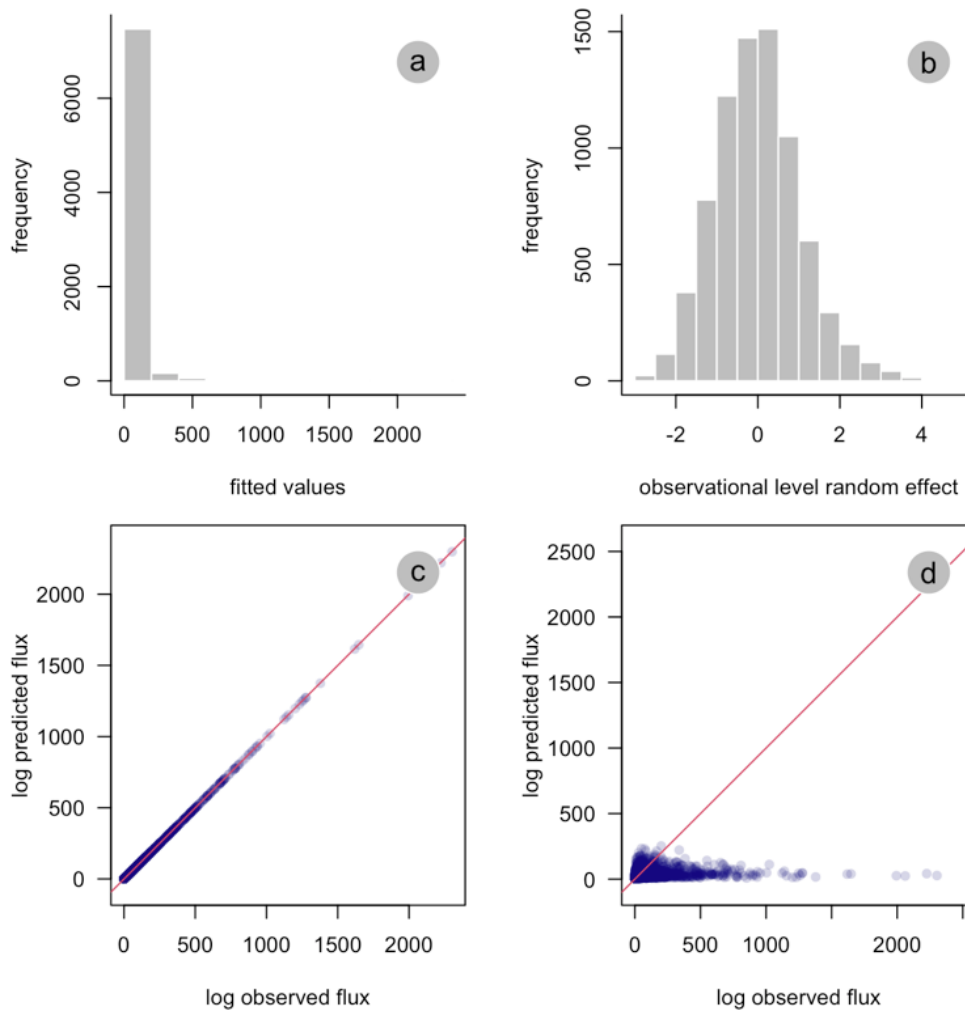 a
frequency
0
2000
4000
6000
0 500 1000 1500 2000
fitted values
b
frequency
0
500
1000
1500
-2 0 2 4
observational level random effect
c
log predicted flux
0
500
1000
1500
2000
0 500 1000 1500 2000
log observed flux
d
log predicted flux
0
500
1000
1500
2000
2500
0 500 1000 2000
log observed flux